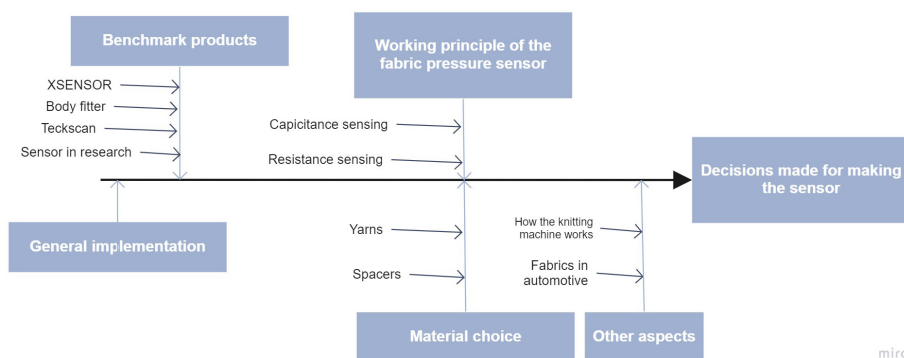 Benchmark products
Working principle of the
fabric pressure sensor
XSENSOR
Body fitter
Teckscan
Sensor in research
Capicitance sensing
Resistance sensing
Decisions made for making
the sensor
General implementation
Yarns
Spacers
How the knitting
machine works
Fabrics in
automotive
Material choice
Other aspects
miro